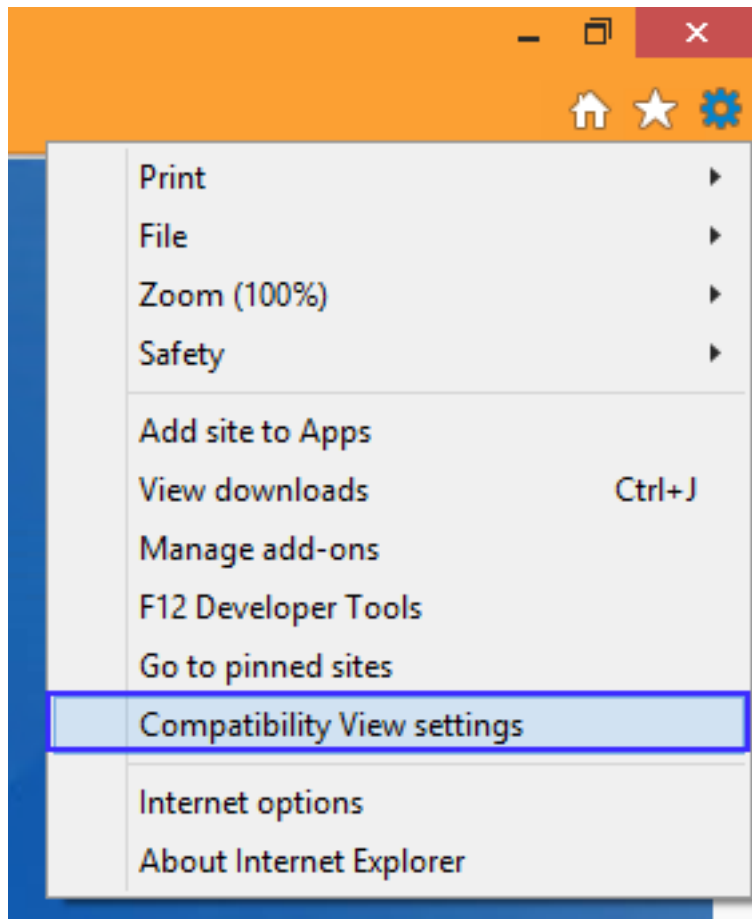 Print
File
Zoom (100%)
Safety
Add site to Apps
View downloads Ctrl+J
Manage add-ons
F12 Developer Tools
Go to pinned sites
Compatibility View settings
Internet options
About Internet Explorer